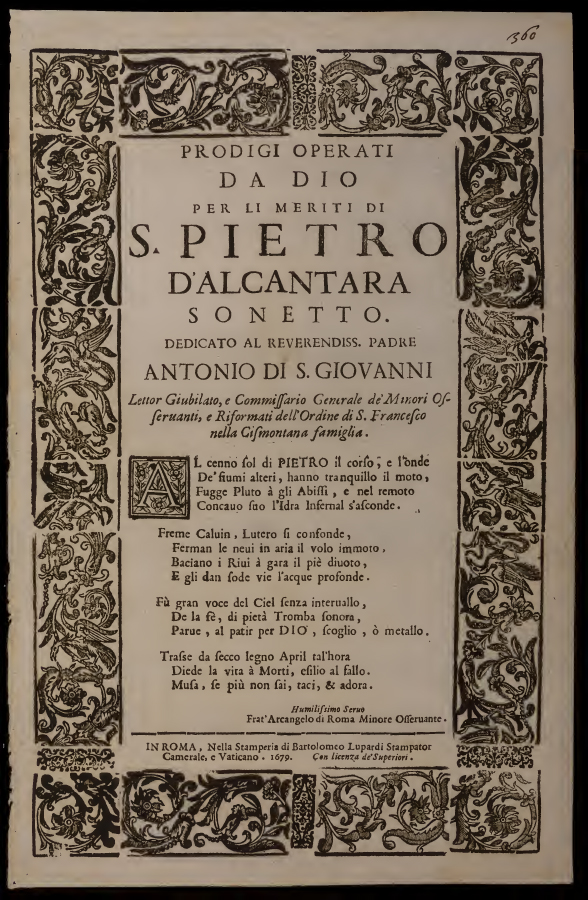 360
PRODIGI OPERATI
DA DIO
PER LI MERITI DI
S. PIETRO
D'ALCANTARA
SONETTO.
DEDICATO AL REVERENDISS. PADRE
ANTONIO DI S. GIOVANNI
Lettor Giubilato, e Commiſſario Generale de' Minori Oſ-
ſeruanti, e Riformati dell'Ordine di S. Franceſco
nella Ciſmontana famiglia.
AL cenno ſol di PIETRO il corſo, e l'onde
De' fiumi alteri, hanno tranquillo il moto,
Fugge Pluto à gli Abiſſi, e nel remoto
Concauo ſuo l'Idra Infernal s'aſconde.
Freme Caluin, Lutero ſi confonde,
Ferman le neui in aria il volo immoto,
Baciano i Riui à gara il piè diuoto,
E gli dan ſode vie l'acque profonde.
Fù gran voce del Ciel ſenza interuallo,
De la fè, di pietà Tromba ſonora,
Parue, al patir per DIO, ſcoglio, ò metallo.
Traſse da ſecco legno April tal'hora
Diede la vita à Morti, eſilio al fallo.
Muſa, ſe più non ſai, taci, & adora.
Humiliſsimo Seruo
Frat'Arcangelo di Roma Minore Oſſeruante.
IN ROMA, Nella Stamperia di Bartolomeo Lupardi Stampator
Camerale, e Vaticano. 1679. Con licenza de' Superiori.